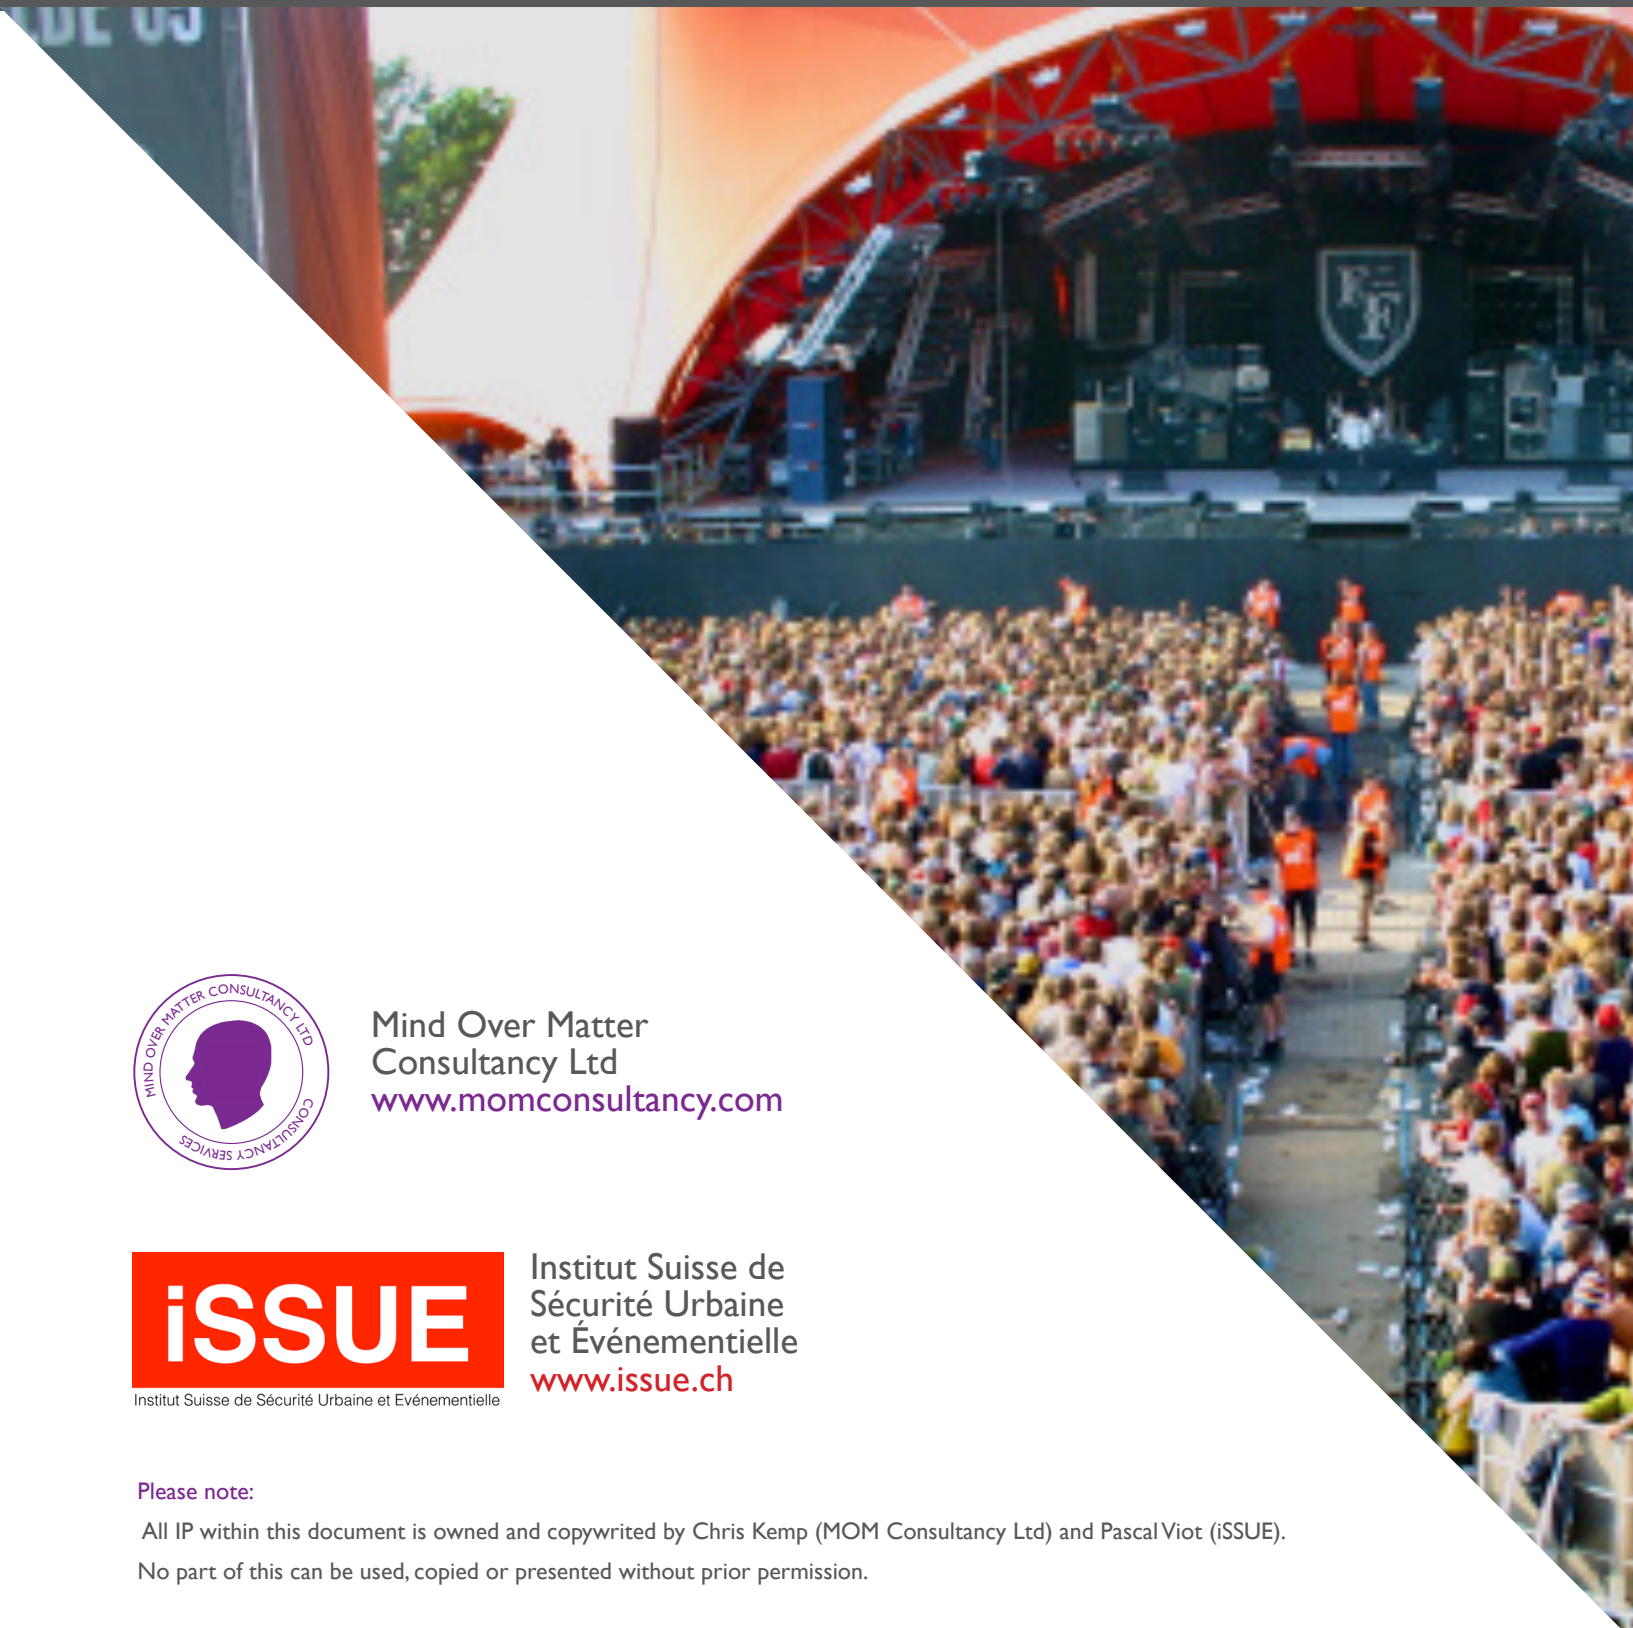 FF
MIND OVER MATTER CONSULTANCY LTD
CONSULTANCY SERVICES
Mind Over Matter
Consultancy Ltd
www.momconsultancy.com
iSSUE
Institut Suisse de Sécurité Urbaine et Evénementielle
Institut Suisse de
Sécurité Urbaine
et Événementielle
www.issue.ch
Please note:
All IP within this document is owned and copywrited by Chris Kemp (MOM Consultancy Ltd) and Pascal Viot (iSSUE).
No part of this can be used, copied or presented without prior permission.